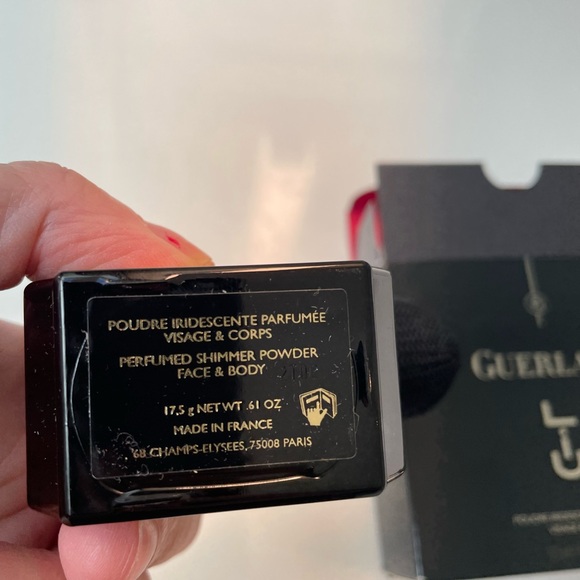 POUDRE IRIDESCENTE PARFUMÉE
VISAGE & CORPS
PERFUMED SHIMMER POWDER
FACE & BODY
17,5 g NET WT .61 OZ
MADE IN FRANCE
68 CHAMPS-ELYSEES, 75008 PARIS
GUERLA
L
I
U
POUDRE